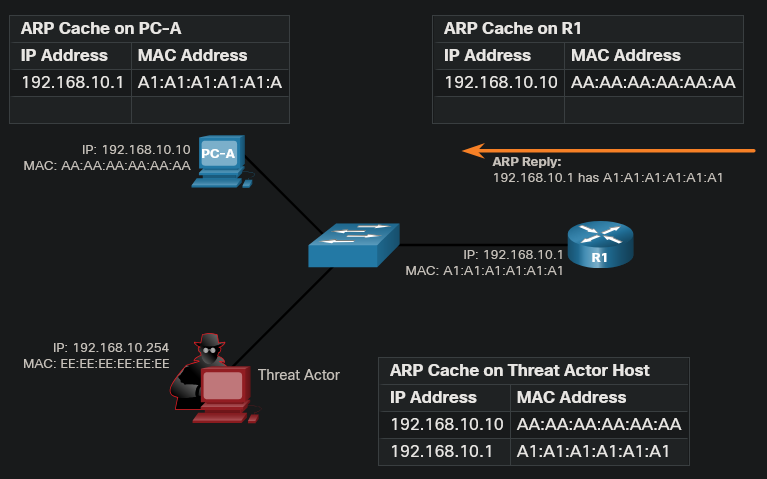 ARP Cache on PC-A
IP Address MAC Address
192.168.10.1 A1:A1:A1:A1:A1:A
ARP Cache on R1
IP Address MAC Address
192.168.10.10 AA:AA:AA:AA:AA:AA
IP: 192.168.10.10
MAC: AA:AA:AA:AA:AA:AA
PC-A
ARP Reply:
192.168.10.1 has A1:A1:A1:A1:A1:A1
IP: 192.168.10.1
MAC: A1:A1:A1:A1:A1:A1
R1
IP: 192.168.10.254
MAC: EE:EE:EE:EE:EE:EE
Threat Actor
ARP Cache on Threat Actor Host
IP Address MAC Address
192.168.10.10 AA:AA:AA:AA:AA:AA
192.168.10.1 A1:A1:A1:A1:A1:A1